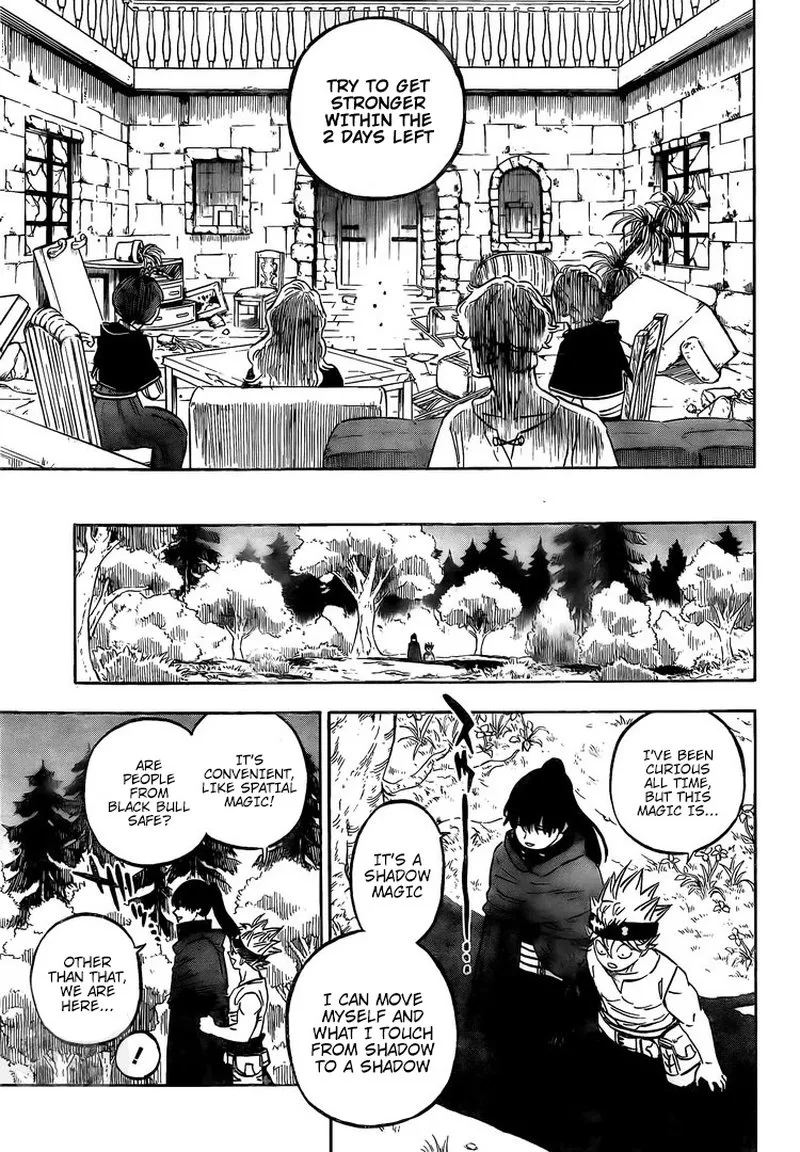 TRY TO GET
STRONGER
WITHIN THE
2 DAYS LEFT
I'VE BEEN
CURIOUS
ALL TIME,
BUT THIS
MAGIC IS...
IT'S A
SHADOW
MAGIC
I CAN MOVE
MYSELF AND
WHAT I TOUCH
FROM SHADOW
TO A SHADOW
IT'S
CONVENIENT,
LIKE SPATIAL
MAGIC!
ARE
PEOPLE
FROM
BLACK BULL
SAFE?
OTHER
THAN THAT,
WE ARE
HERE...
!